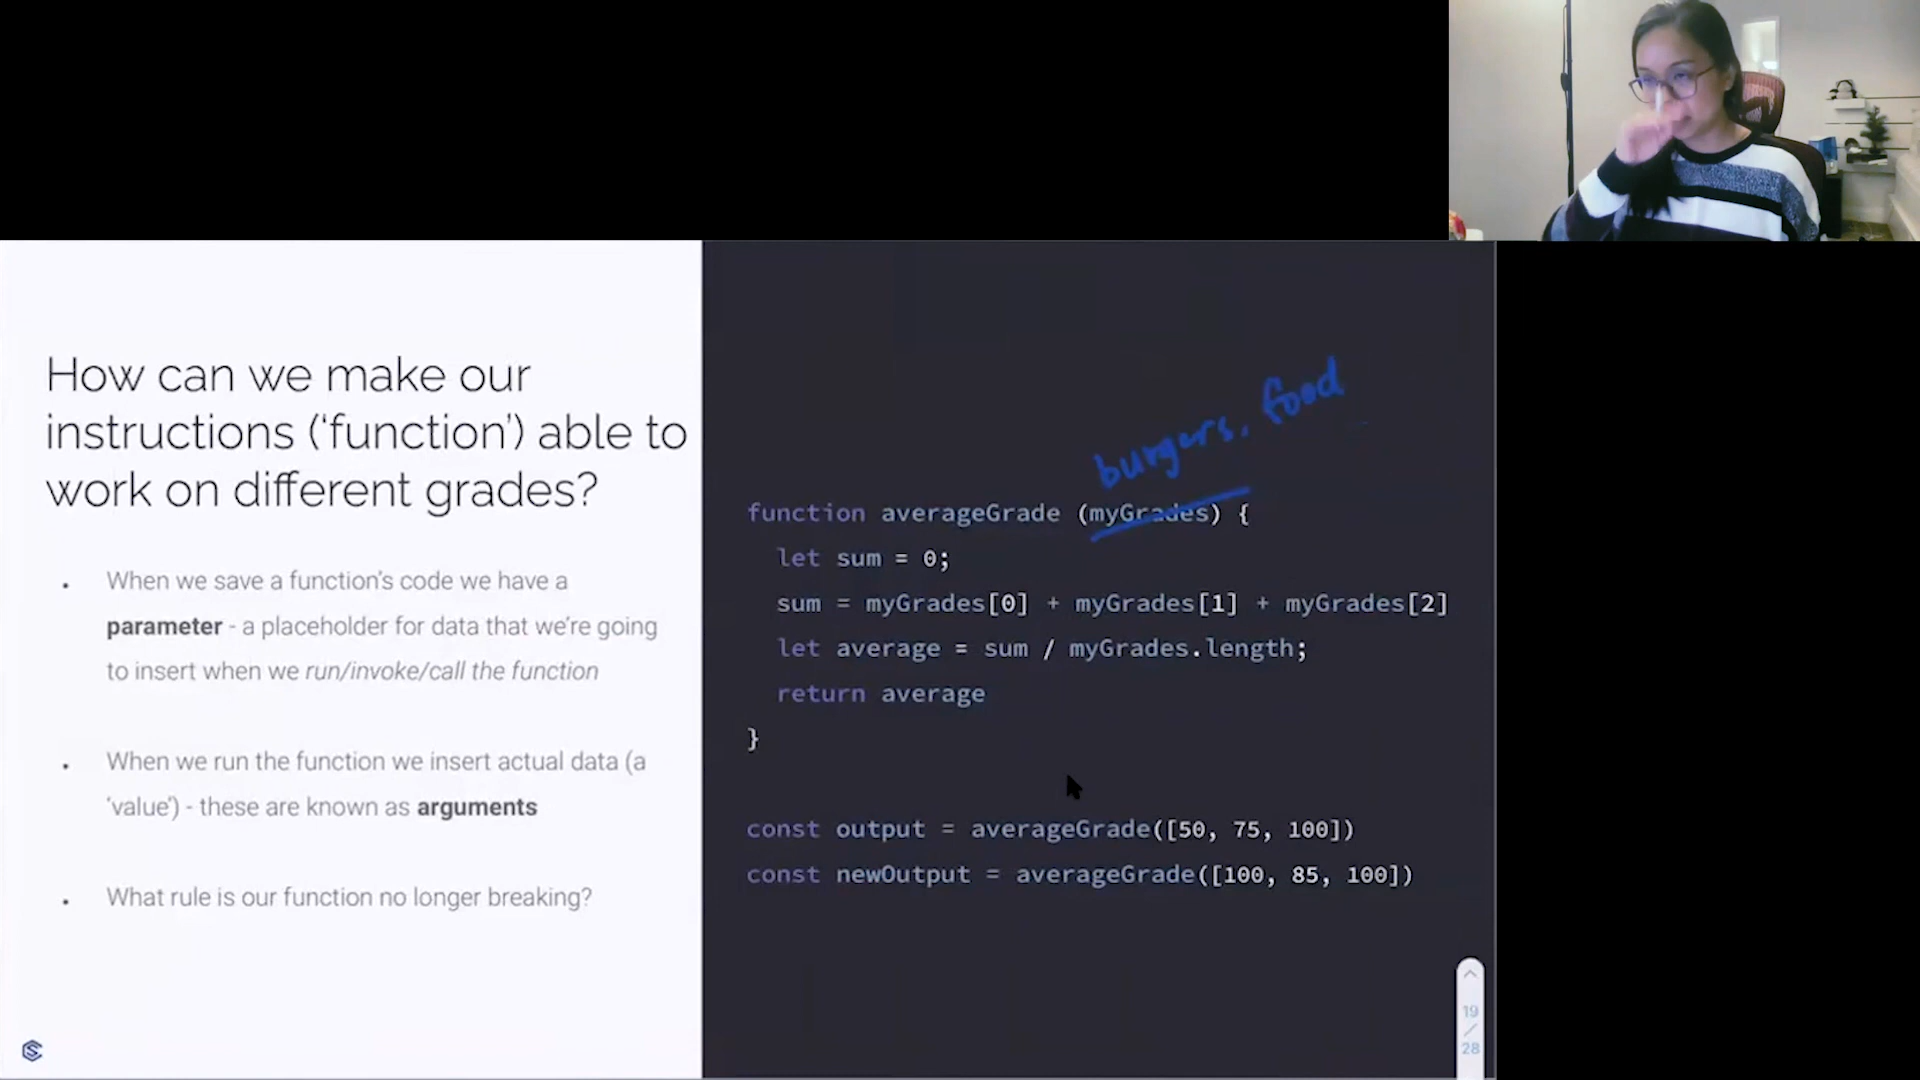 How can we make our
instructions (‘function’) able to
work on different grades?
. When we save a function’s code we have a
parameter - a placeholder for data that we’re going
to insert when we run/invoke/call the function
. When we run the function we insert actual data (a
‘value’) - these are known as arguments
. What rule is our function no longer breaking?
burgers, food
function averageGrade (myGrades) {
let sum = 0;
sum = myGrades[0] + myGrades[1] + myGrades[2]
let average = sum / myGrades.length;
return average
}
const output = averageGrade([50, 75, 100])
const newOutput = averageGrade([100, 85, 100])
19
/
28